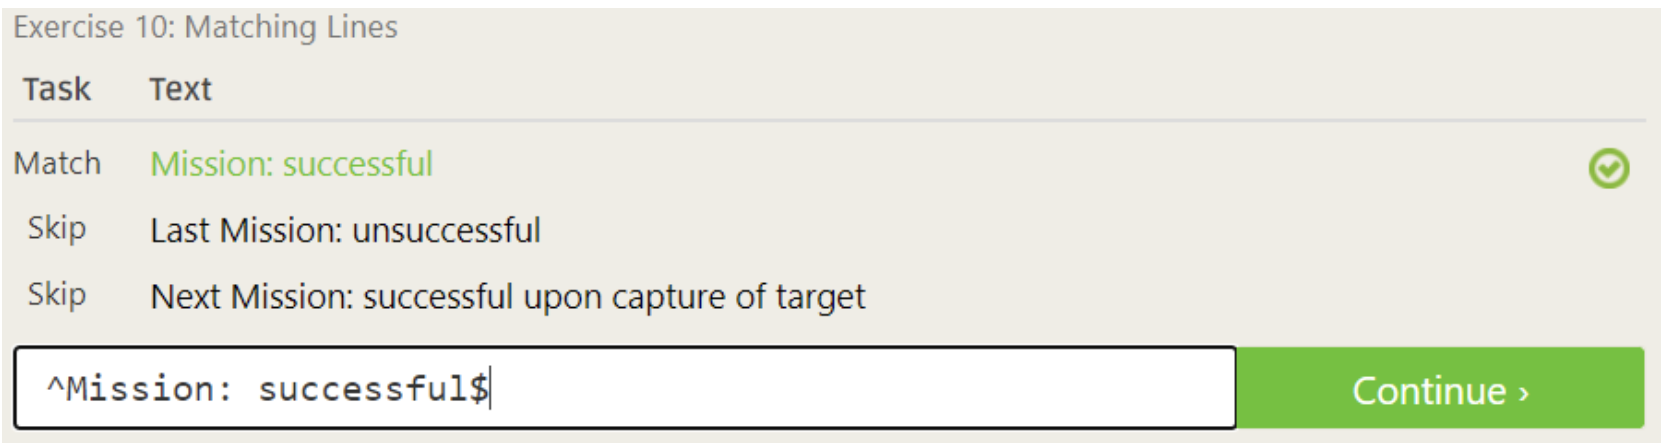 Exercise 10: Matching Lines
Task Text
Match Mission: successful
Skip Last Mission: unsuccessful
Skip Next Mission: successful upon capture of target
^Mission: successful$ Continue ›